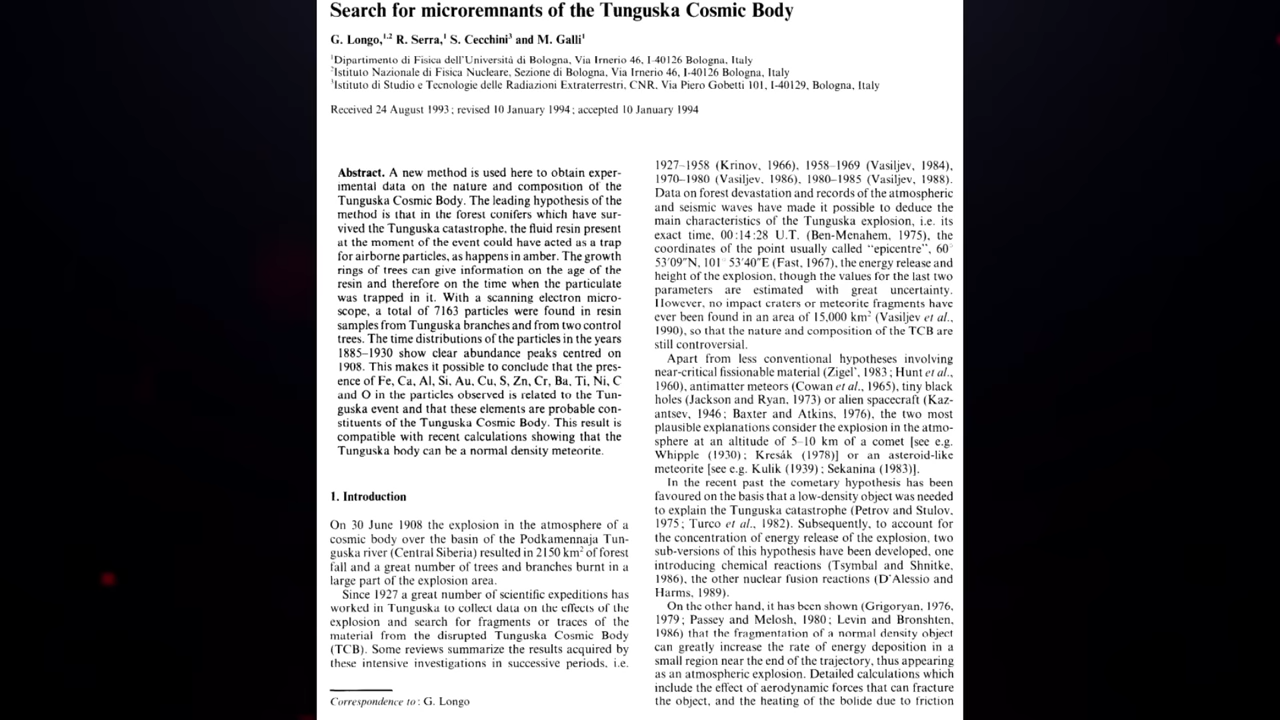 Search for microremnants of the Tunguska Cosmic Body
G. Longo,1,2 R. Serra,1 S. Cecchini3 and M. Galli1
1Dipartimento di Fisica dell'Universitá di Bologna, Via Irnerio 46, I-40126 Bologna, Italy
2Istituto Nazionale di Fisica Nucleare, Sezione di Bologna, Via Irnerio 46, I-40126 Bologna, Italy
3Istituto di Studio e Tecnologie delle Radiazioni Extraterrestri, CNR, Via Piero Gobetti 101, I-40129, Bologna, Italy
Received 24 August 1993; revised 10 January 1994; accepted 10 January 1994
Abstract. A new method is used here to obtain exper-
imental data on the nature and composition of the
Tunguska Cosmic Body. The leading hypothesis of the
method is that in the forest conifers which have sur-
vived the Tunguska catastrophe, the fluid resin present
at the moment of the event could have acted as a trap
for airborne particles, as happens in amber. The growth
rings of trees can give information on the age of the
resin and therefore on the time when the particulate
was trapped in it. With a scanning electron micro-
scope, a total of 7163 particles were found in resin
samples from Tunguska branches and from two control
trees. The time distributions of the particles in the years
1885–1930 show clear abundance peaks centred on
1908. This makes it possible to conclude that the pres-
ence of Fe, Ca, Al, Si, Au, Cu, S, Zn, Cr, Ba, Ti, Ni, C
and O in the particles observed is related to the Tun-
guska event and that these elements are probable con-
stituents of the Tunguska Cosmic Body. This result is
compatible with recent calculations showing that the
Tunguska body can be a normal density meteorite.
1. Introduction
On 30 June 1908 the explosion in the atmosphere of a
cosmic body over the basin of the Podkamennaja Tun-
guska river (Central Siberia) resulted in 2150 km2 of forest
fall and a great number of trees and branches burnt in a
large part of the explosion area.
Since 1927 a great number of scientific expeditions has
worked in Tunguska to collect data on the effects of the
explosion and search for fragments or traces of the
material from the disrupted Tunguska Cosmic Body
(TCB). Some reviews summarize the results acquired by
these intensive investigations in successive periods, i.e.
Correspondence to: G. Longo
1927–1958 (Krinov, 1966), 1958–1969 (Vasiljev, 1984),
1970–1980 (Vasiljev, 1986), 1980–1985 (Vasiljev, 1988).
Data on forest devastation and records of the atmospheric
and seismic waves have made it possible to deduce the
main characteristics of the Tunguska explosion, i.e. its
exact time, 00:14:28 U.T. (Ben-Menahem, 1975), the
coordinates of the point usually called "epicentre", 60°
53'09"N, 101° 53'40"E (Fast, 1967), the energy release and
height of the explosion, though the values for the last two
parameters are estimated with great uncertainty.
However, no impact craters or meteorite fragments have
ever been found in an area of 15,000 km2 (Vasiljev et al.,
1990), so that the nature and composition of the TCB are
still controversial.
Apart from less conventional hypotheses involving
near-critical fissionable material (Zigel', 1983; Hunt et al.,
1960), antimatter meteors (Cowan et al., 1965), tiny black
holes (Jackson and Ryan, 1973) or alien spacecraft (Kaz-
antsev, 1946; Baxter and Atkins, 1976), the two most
plausible explanations consider the explosion in the atmo-
sphere at an altitude of 5–10 km of a comet [see e.g.
Whipple (1930); Kresák (1978)] or an asteroid-like
meteorite [see e.g. Kulik (1939); Sekanina (1983)].
In the recent past the cometary hypothesis has been
favoured on the basis that a low-density object was needed
to explain the Tunguska catastrophe (Petrov and Stulov,
1975; Turco et al., 1982). Subsequently, to account for
the concentration of energy release of the explosion, two
sub-versions of this hypothesis have been developed, one
introducing chemical reactions (Tsymbal and Shnitke,
1986), the other nuclear fusion reactions (D'Alessio and
Harms, 1989).
On the other hand, it has been shown (Grigoryan, 1976,
1979; Passey and Melosh, 1980; Levin and Bronshten,
1986) that the fragmentation of a normal density object
can greatly increase the rate of energy deposition in a
small region near the end of the trajectory, thus appearing
as an atmospheric explosion. Detailed calculations which
include the effect of aerodynamic forces that can fracture
the object, and the heating of the bolide due to friction